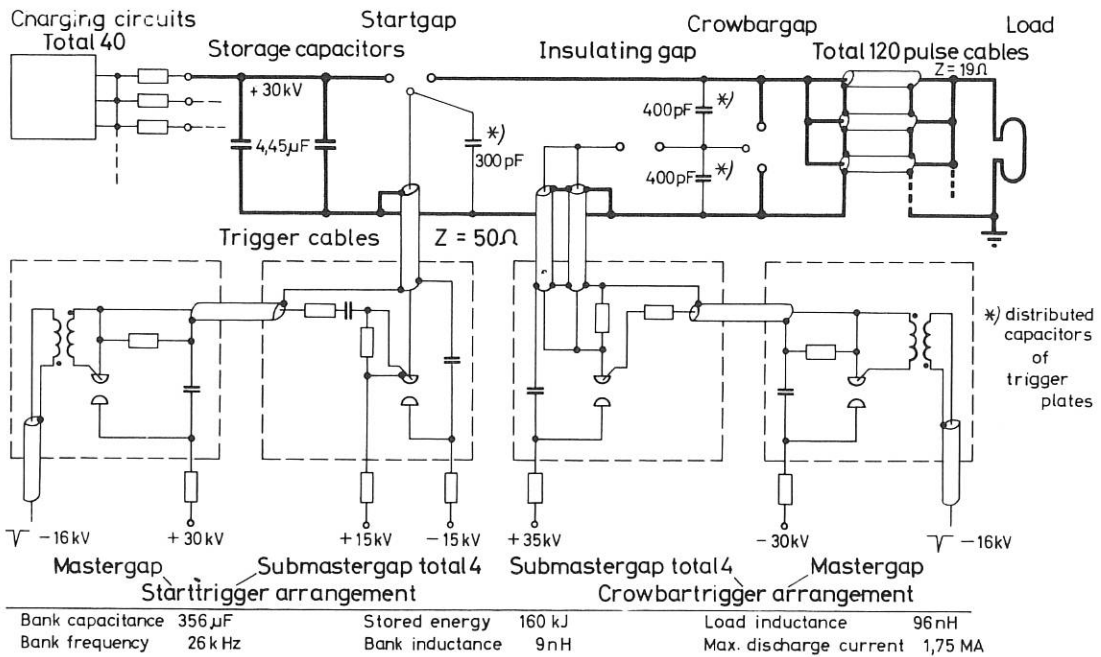 Charging circuits
Total 40
Startgap
Crowbargap
Load
Storage capacitors
Insulating gap
Total 120 pulse cables
Z = 19Ω
+30kV
4,45µF
*)
300pF
400pF
*)
400pF
*)
Trigger cables
Z = 50Ω
*) distributed
capacitors
of
trigger
plates
-16kV
+30kV
+15kV
-15kV
+35kV
-30kV
-16kV
Mastergap
Submastergap total 4
Submastergap total 4
Mastergap
Starttrigger arrangement
Crowbartrigger arrangement
Bank capacitance 356µF Stored energy 160 kJ Load inductance 96nH
Bank frequency 26kHz Bank inductance 9nH Max. discharge current 1,75 MA